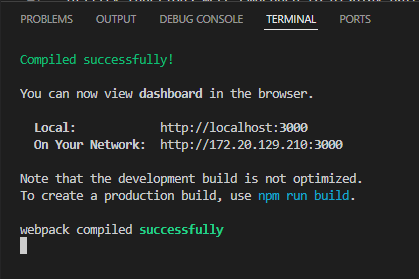 PROBLEMS OUTPUT DEBUG CONSOLE TERMINAL PORTS
Compiled successfully!
You can now view dashboard in the browser.
Local: http://localhost:3000
On Your Network: http://172.20.129.210:3000
Note that the development build is not optimized.
To create a production build, use npm run build.
webpack compiled successfully